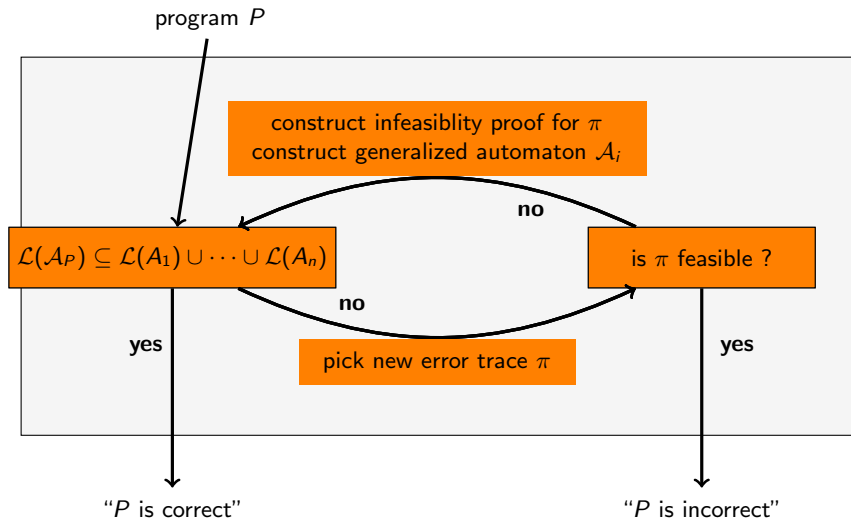 program P
construct infeasiblity proof for π
construct generalized automaton 𝒜ᵢ
no
ℒ(𝒜_P) ⊆ ℒ(A₁) ∪ ⋯ ∪ ℒ(Aₙ)
is π feasible ?
no
yes
yes
pick new error trace π
“P is correct”
“P is incorrect”